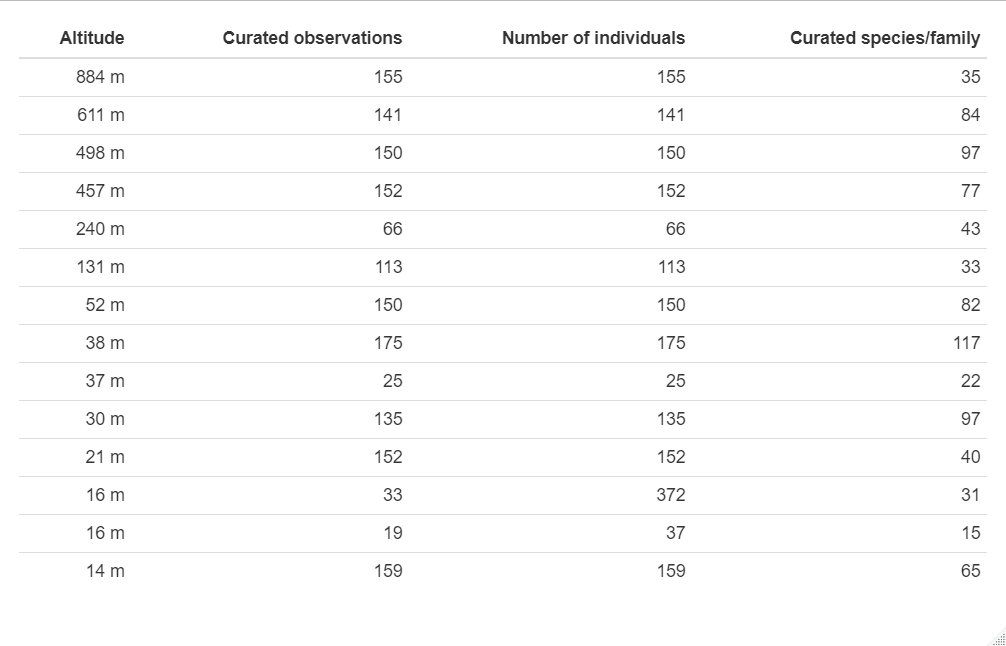 Altitude Curated observations Number of individuals Curated species/family
884 m 155 155 35
611 m 141 141 84
498 m 150 150 97
457 m 152 152 77
240 m 66 66 43
131 m 113 113 33
52 m 150 150 82
38 m 175 175 117
37 m 25 25 22
30 m 135 135 97
21 m 152 152 40
16 m 33 372 31
16 m 19 37 15
14 m 159 159 65